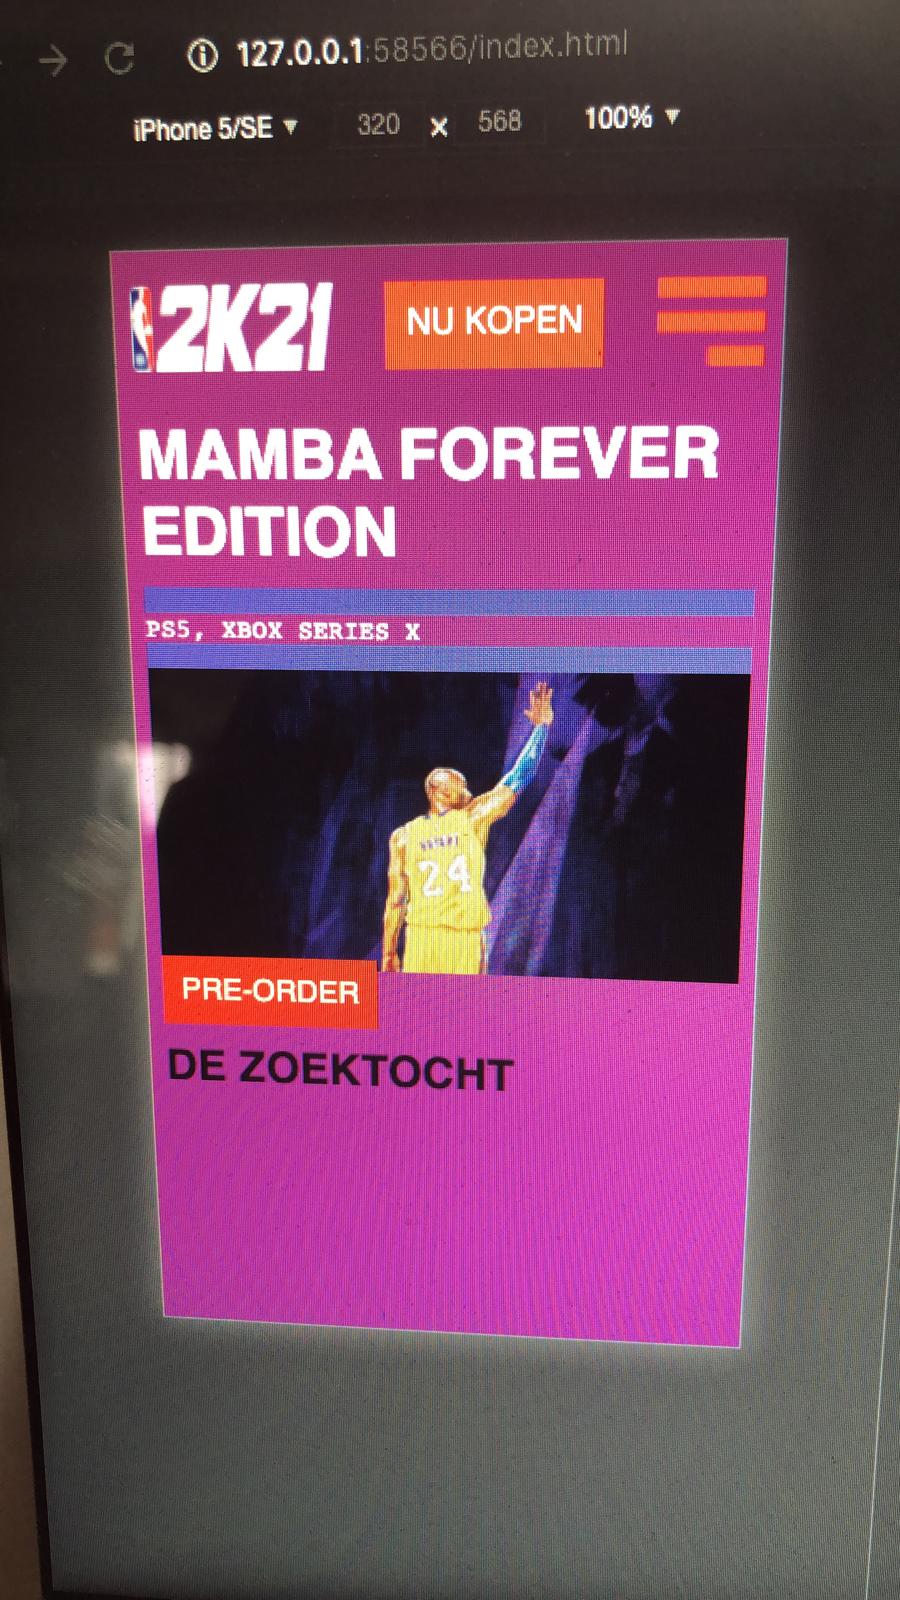 127.0.0.1:58566/index.html
iPhone 5/SE ▼ 320 × 568 100% ▼
2K21
NU KOPEN
MAMBA FOREVER
EDITION
PS5, XBOX SERIES X
BRYANT
24
PRE-ORDER
DE ZOEKTOCHT